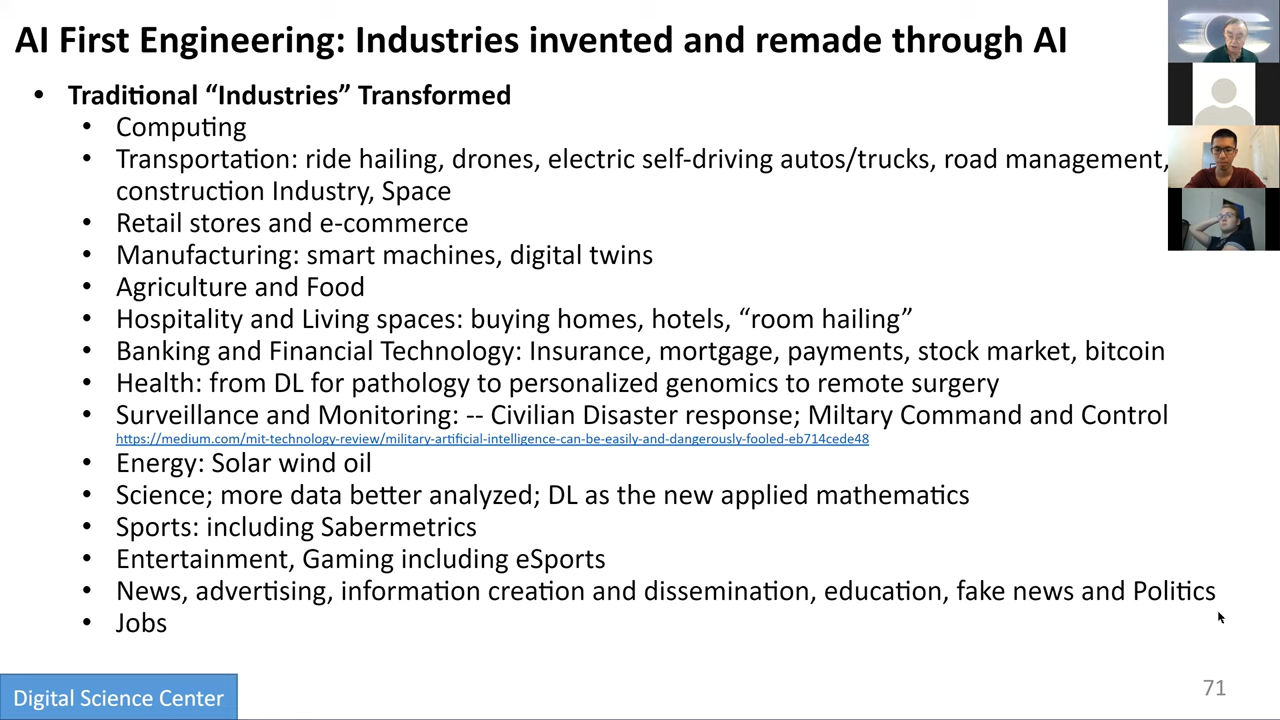 AI First Engineering: Industries invented and remade through AI
• Traditional “Industries” Transformed
• Computing
• Transportation: ride hailing, drones, electric self-driving autos/trucks, road management,
construction Industry, Space
• Retail stores and e-commerce
• Manufacturing: smart machines, digital twins
• Agriculture and Food
• Hospitality and Living spaces: buying homes, hotels, “room hailing”
• Banking and Financial Technology: Insurance, mortgage, payments, stock market, bitcoin
• Health: from DL for pathology to personalized genomics to remote surgery
• Surveillance and Monitoring: -- Civilian Disaster response; Miltary Command and Control
https://medium.com/mit-technology-review/military-artificial-intelligence-can-be-easily-and-dangerously-fooled-eb714cede48
• Energy: Solar wind oil
• Science; more data better analyzed; DL as the new applied mathematics
• Sports: including Sabermetrics
• Entertainment, Gaming including eSports
• News, advertising, information creation and dissemination, education, fake news and Politics
• Jobs
Digital Science Center
71